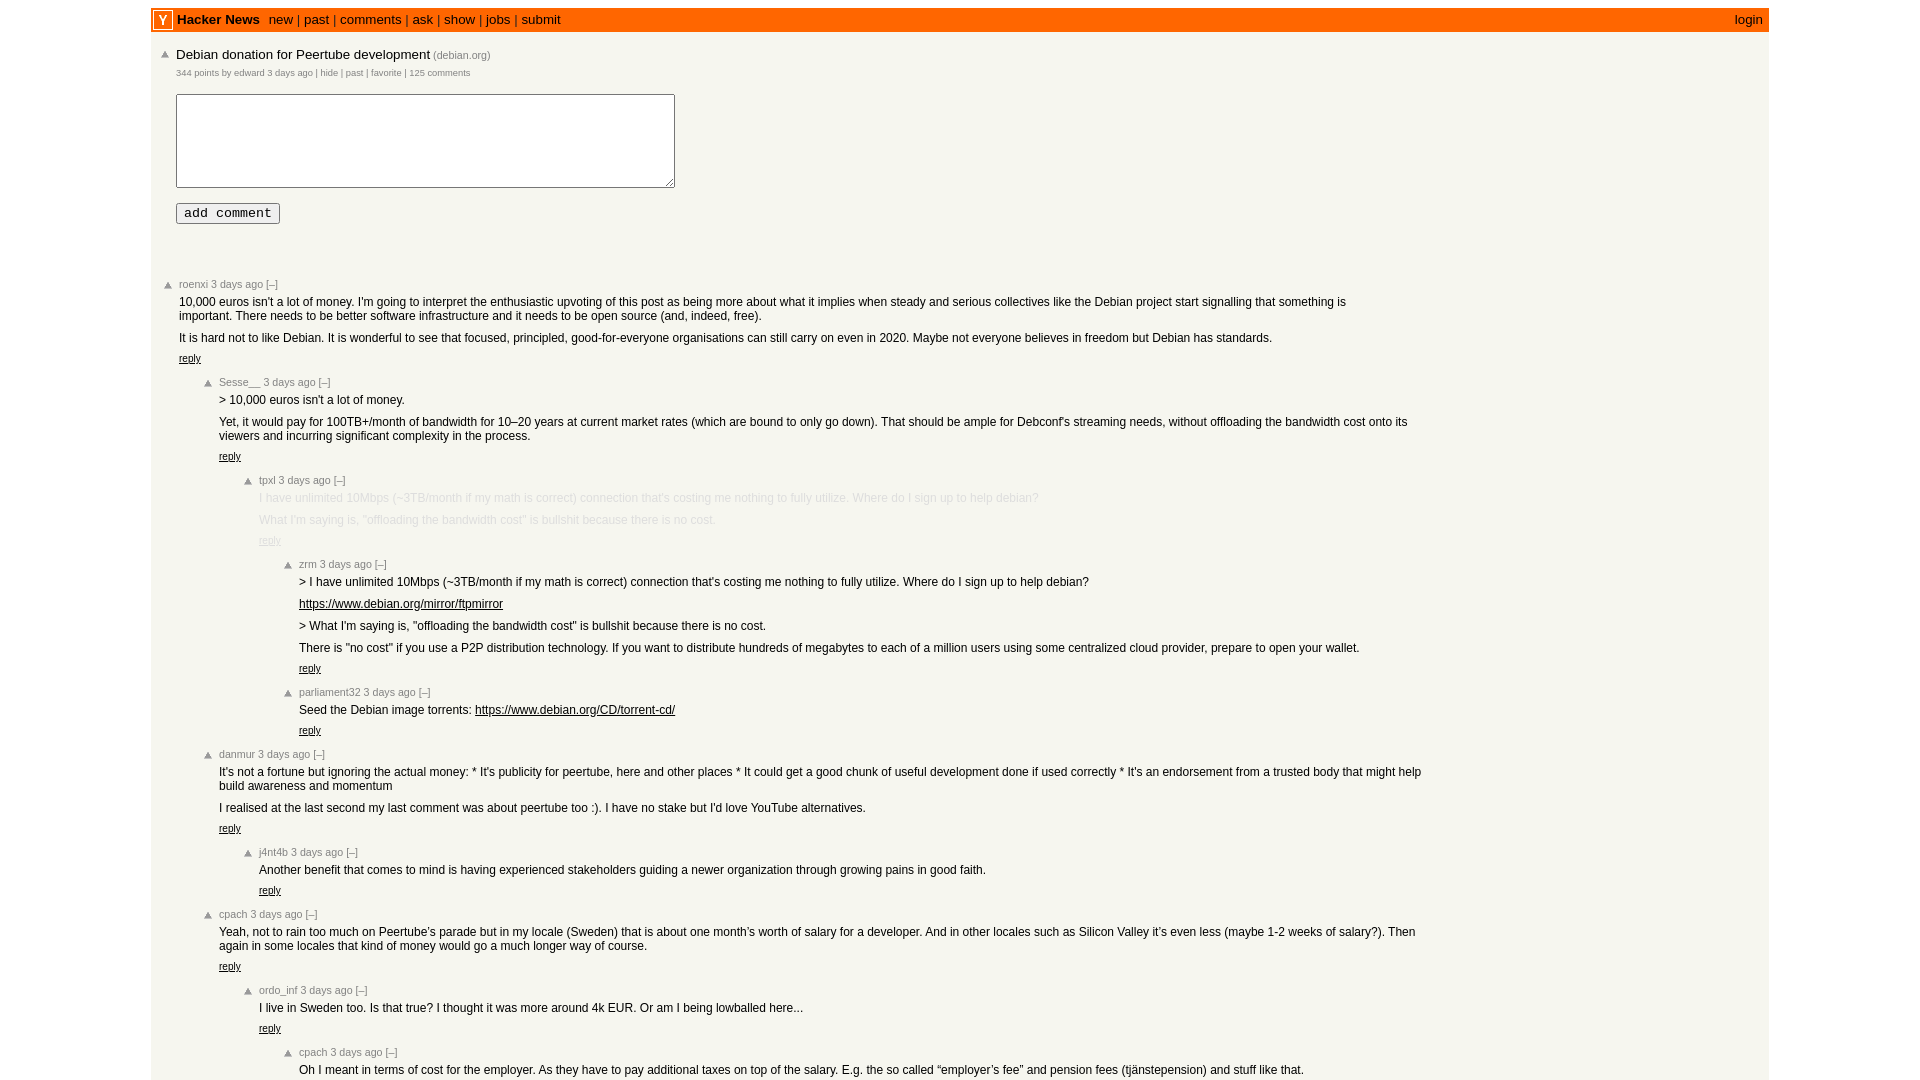 Y Hacker News new | past | comments | ask | show | jobs | submit login
Debian donation for Peertube development (debian.org)
344 points by edward 3 days ago | hide | past | favorite | 125 comments
add comment
roenxi 3 days ago [–]
10,000 euros isn't a lot of money. I'm going to interpret the enthusiastic upvoting of this post as being more about what it implies when steady and serious collectives like the Debian project start signalling that something is
important. There needs to be better software infrastructure and it needs to be open source (and, indeed, free).
It is hard not to like Debian. It is wonderful to see that focused, principled, good-for-everyone organisations can still carry on even in 2020. Maybe not everyone believes in freedom but Debian has standards.
reply
Sesse__ 3 days ago [–]
> 10,000 euros isn't a lot of money.
Yet, it would pay for 100TB+/month of bandwidth for 10–20 years at current market rates (which are bound to only go down). That should be ample for Debconf's streaming needs, without offloading the bandwidth cost onto its
viewers and incurring significant complexity in the process.
reply
tpxl 3 days ago [–]
I have unlimited 10Mbps (~3TB/month if my math is correct) connection that's costing me nothing to fully utilize. Where do I sign up to help debian?
What I'm saying is, "offloading the bandwidth cost" is bullshit because there is no cost.
reply
zrm 3 days ago [–]
> I have unlimited 10Mbps (~3TB/month if my math is correct) connection that's costing me nothing to fully utilize. Where do I sign up to help debian?
https://www.debian.org/mirror/ftpmirror
> What I'm saying is, "offloading the bandwidth cost" is bullshit because there is no cost.
There is "no cost" if you use a P2P distribution technology. If you want to distribute hundreds of megabytes to each of a million users using some centralized cloud provider, prepare to open your wallet.
reply
parliament32 3 days ago [–]
Seed the Debian image torrents: https://www.debian.org/CD/torrent-cd/
reply
danmur 3 days ago [–]
It's not a fortune but ignoring the actual money: * It's publicity for peertube, here and other places * It could get a good chunk of useful development done if used correctly * It's an endorsement from a trusted body that might help
build awareness and momentum
I realised at the last second my last comment was about peertube too :). I have no stake but I'd love YouTube alternatives.
reply
j4nt4b 3 days ago [–]
Another benefit that comes to mind is having experienced stakeholders guiding a newer organization through growing pains in good faith.
reply
cpach 3 days ago [–]
Yeah, not to rain too much on Peertube’s parade but in my locale (Sweden) that is about one month’s worth of salary for a developer. And in other locales such as Silicon Valley it’s even less (maybe 1-2 weeks of salary?). Then
again in some locales that kind of money would go a much longer way of course.
reply
ordo_inf 3 days ago [–]
I live in Sweden too. Is that true? I thought it was more around 4k EUR. Or am I being lowballed here...
reply
cpach 3 days ago [–]
Oh I meant in terms of cost for the employer. As they have to pay additional taxes on top of the salary. E.g. the so called “employer’s fee” and pension fees (tjänstepension) and stuff like that.